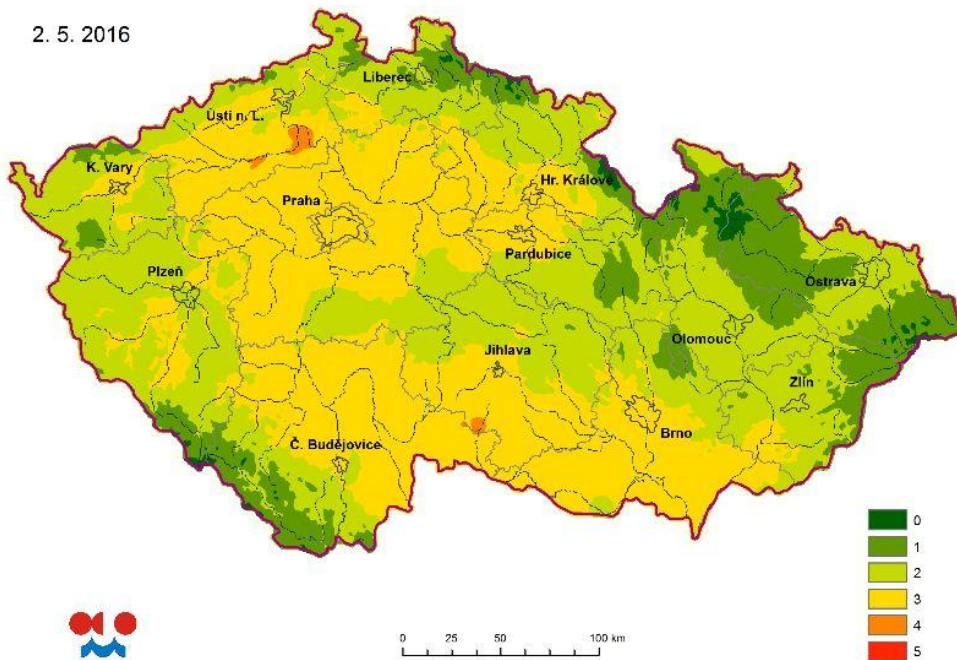 2. 5. 2016
Liberec
Ústí n. L.
K. Vary
Hr. Králové
Praha
Pardubice
Plzeň
Ostrava
Olomouc
Jihlava
Zlín
Brno
Č. Budějovice
0
1
2
3
4
5
0 25 50 100 km